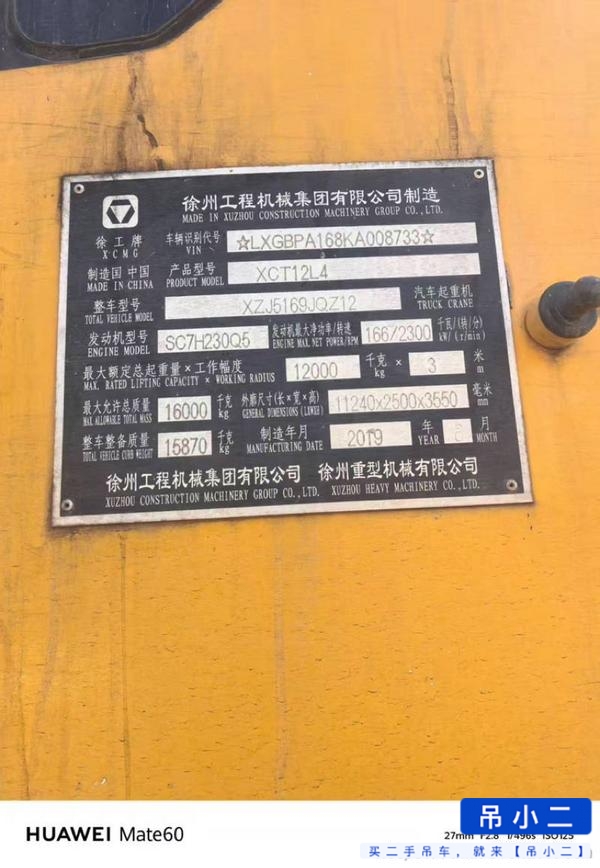 徐州工程机械集团有限公司制造
MADE IN XUZHOU CONSTRUCTION MACHINERY GROUP CO.,LTD.
徐工牌
XCMG
车辆识别代号
VIN
☆LXGBPA168KA008733☆
制造国 中国
MADE IN CHINA
产品型号
PRODUCT MODEL
XCT12L4
整车型号
TOTAL VEHICLE MODEL
XZJ5169JQZ12
汽车起重机
TRUCK CRANE
发动机型号
ENGINE MODEL
SC7H230Q5
发动机最大净功率/转速
ENGINE MAX. NET POWER/RPM
166/2300
千瓦/(转/分)
kW/(r/min)
最大额定总起重量×工作幅度
MAX. RATED LIFTING CAPACITY × WORKING RADIUS
12000
千克
kg
×
3
米
m
最大允许总质量
MAX ALLOWABLE TOTAL MASS
16000
千克
kg
外廓尺寸(长×宽×高)
GENERAL DIMENSIONS (LXWXH)
11240x2500x3550
毫米
mm
整车整备质量
TOTAL VEHICLE CURB WEIGHT
15870
千克
kg
制造年月
MANUFACTURING DATE
2019
年
YEAR
月
MONTH
徐州工程机械集团有限公司 徐州重型机械有限公司
XUZHOU CONSTRUCTION MACHINERY GROUP CO.,LTD. XUZHOU HEAVY MACHINERY CO.,LTD.
吊小二
HUAWEI Mate60
27mm F2.8 1/496s ISO125
买二手吊车，就来【吊小二】